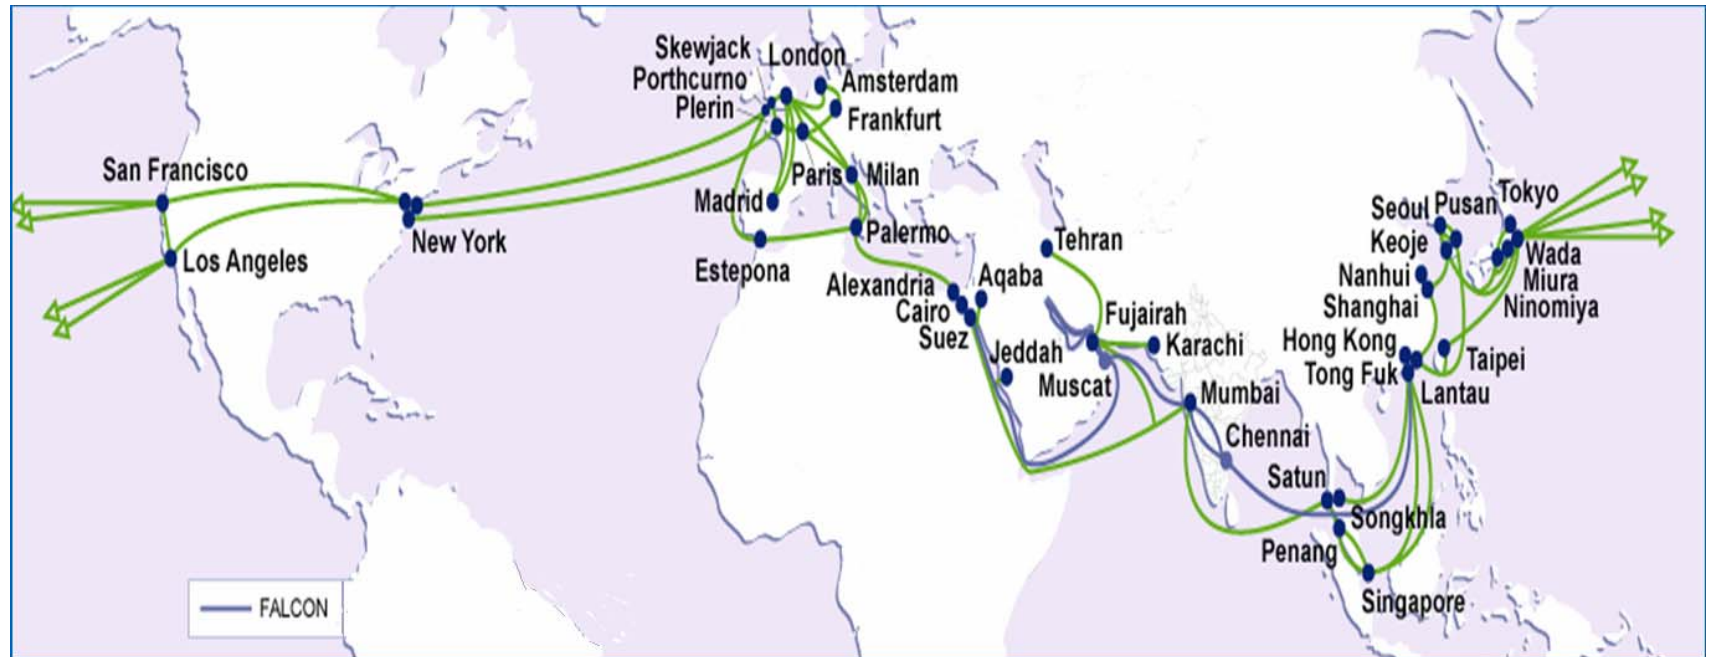 Skewjack
London
Porthcurno
Amsterdam
Plerin
Frankfurt
San Francisco
Paris
Milan
Madrid
Palermo
New York
Estepona
Los Angeles
Alexandria
Cairo
Suez
Aqaba
Tehran
Jeddah
Fujairah
Karachi
Muscat
Mumbai
Chennai
Satun
Songkhla
Penang
Singapore
Seoul
Pusan
Tokyo
Keoje
Wada
Nanhui
Miura
Shanghai
Ninomiya
Hong Kong
Taipei
Tong Fuk
Lantau
FALCON